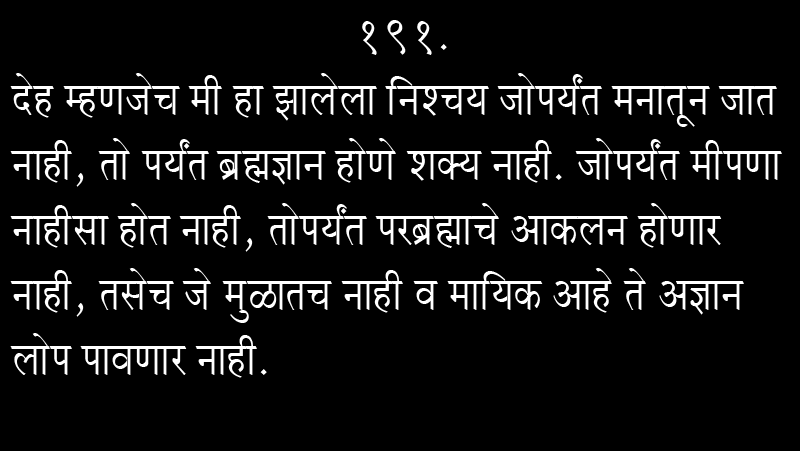 १९१.
देह म्हणजेच मी हा झालेला निश्चय जोपर्यंत मनातून जात
नाही, तो पर्यंत ब्रह्मज्ञान होणे शक्य नाही. जोपर्यंत मीपणा
नाहीसा होत नाही, तोपर्यंत परब्रह्माचे आकलन होणार
नाही, तसेच जे मुळातच नाही व मायिक आहे ते अज्ञान
लोप पावणार नाही.